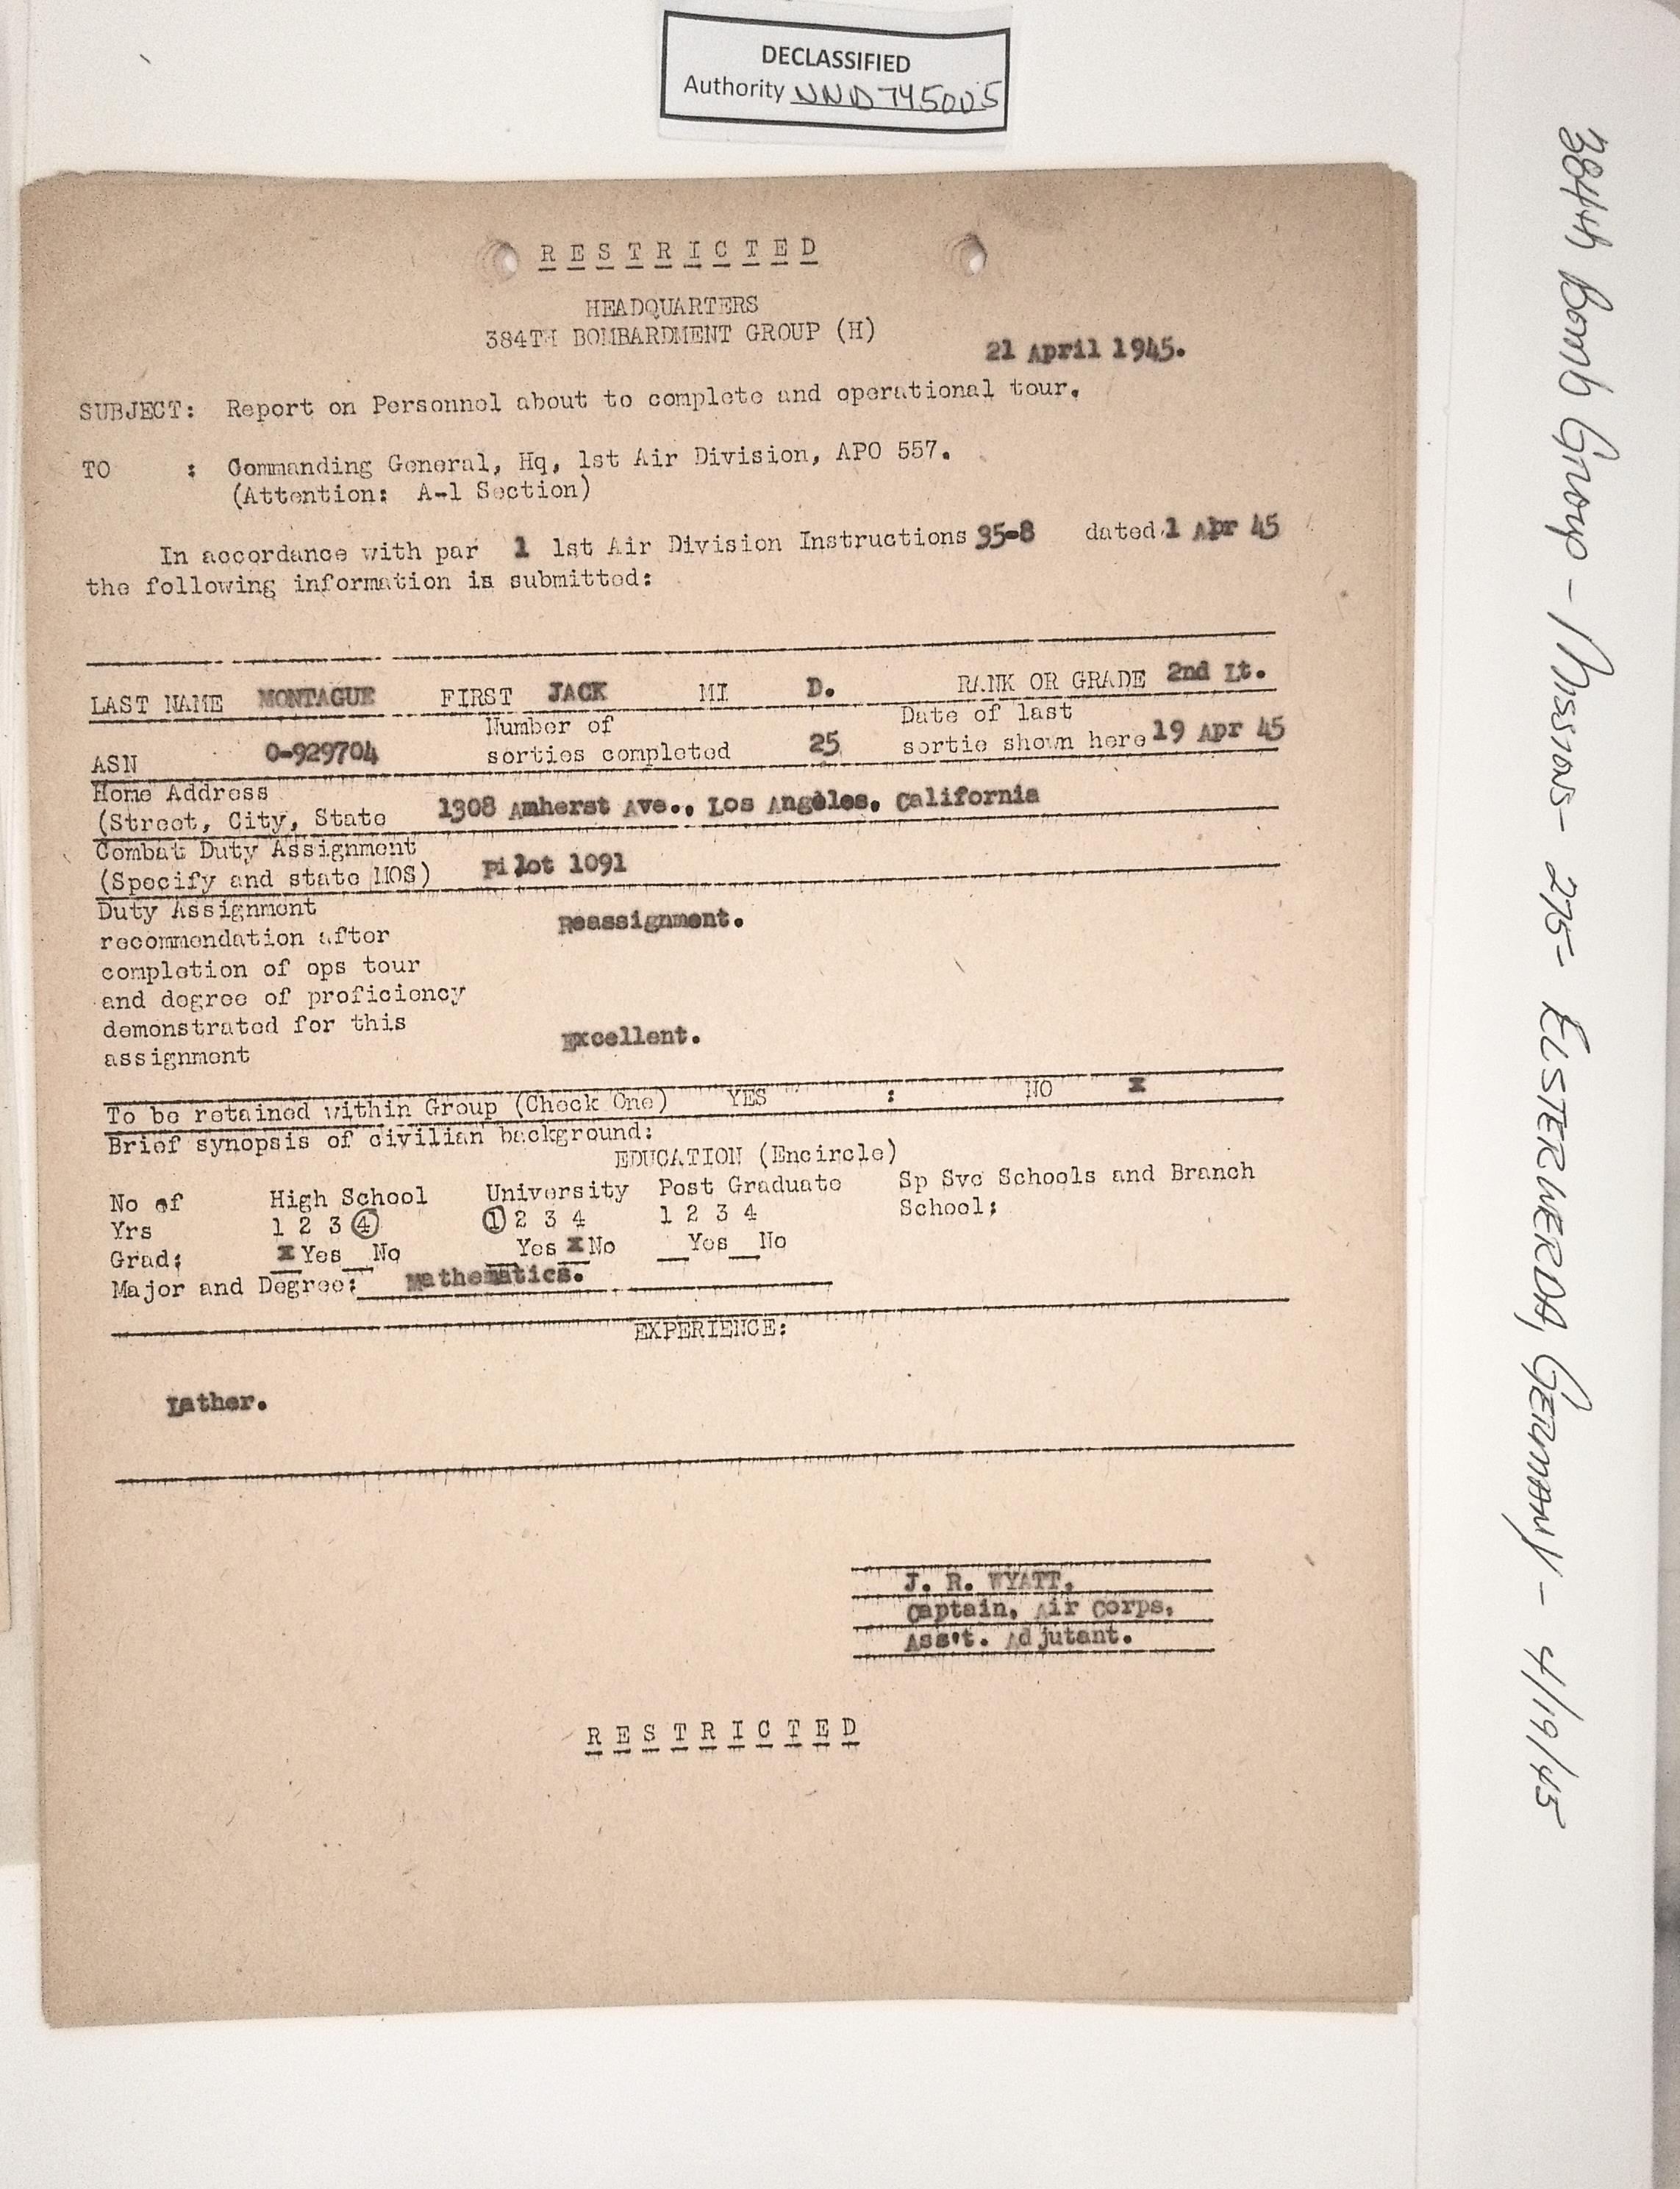 DECLASSIFIED
Authority NND 745005
R E S T R I C T E D
HEADQUARTERS
384TH BOMBARDMENT GROUP (H)
21 April 1945.
SUBJECT: Report on Personnel about to complete and operational tour.
TO : Commanding General, Hq, 1st Air Division, APO 557.
(Attention: A-1 Section)
In accordance with par 1 1st Air Division Instructions 35-8 dated 1 Apr 45
the following information is submitted:
LAST NAME MONTAGUE FIRST JACK MI D. RANK OR GRADE 2nd Lt.
Number of Date of last
ASN O-929704 sorties completed 25 sortie shown here 19 Apr 45
Home Address
(Street, City, State 1308 Amherst Ave., Los Angeles. California
Combat Duty Assignment
(Specify and state MOS) Pilot 1091
Duty Assignment
recommendation after Reassignment.
completion of ops tour
and degree of proficiency
demonstrated for this
assignment Excellent.
To be retained within Group (Check One) YES : NO X
Brief synopsis of civilian background:
EDUCATION (Encircle)
No of High School University Post Graduate Sp Svc Schools and Branch
Yrs 1 2 3 4 1 2 3 4 1 2 3 4 School:
Grad: X Yes No Yes X No Yes No
Major and Degree: Mathematics.
EXPERIENCE:
Lather.
J. R. WYATT,
Captain, Air Corps,
Ass't. Adjutant.
R E S T R I C T E D
384th Bomb Group - Missions - 275 - ELSTERWERDA, GERMANY - 4/19/45